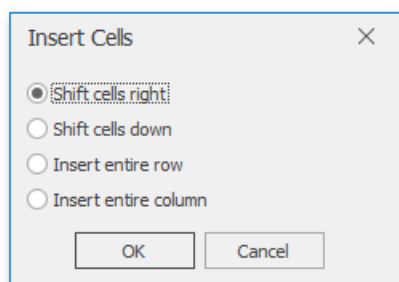 Insert Cells
Shift cells right
Shift cells down
Insert entire row
Insert entire column
OK Cancel